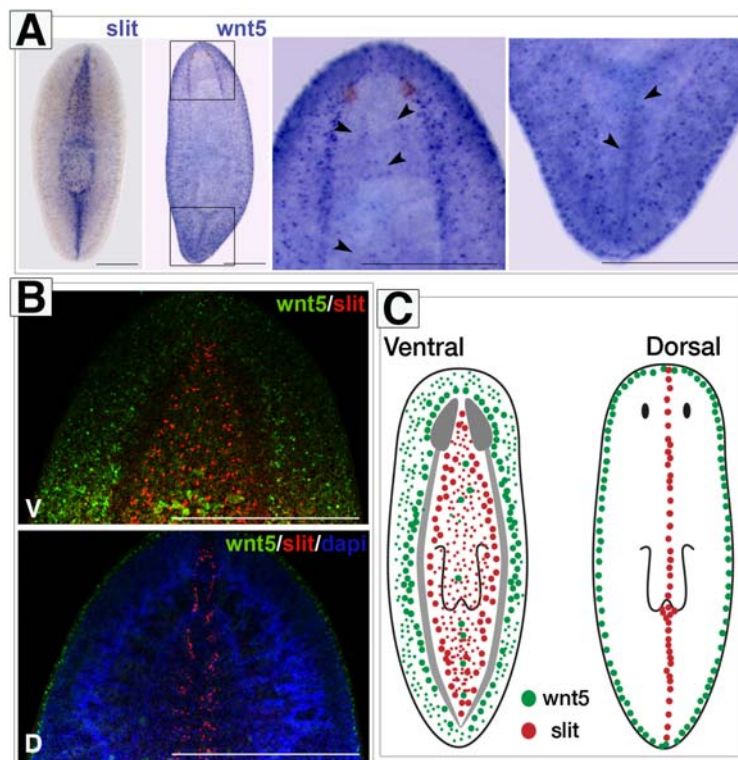 A
slit
wnt5
B
wnt5/slit
V
wnt5/slit/dapi
D
C
Ventral
Dorsal
wnt5
slit